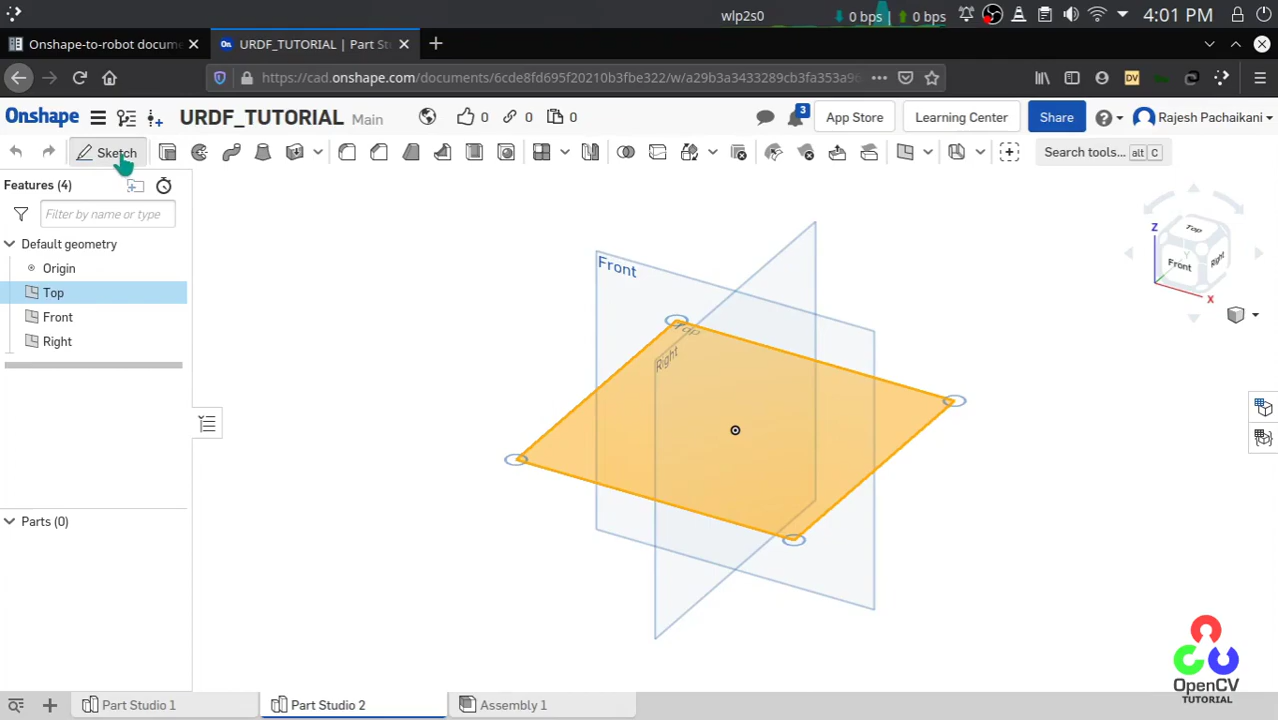 wlp2s0
0 bps
0 bps
4:01 PM
Onshape-to-robot docume
URDF_TUTORIAL | Part Stu
https://cad.onshape.com/documents/6cde8fd695f20210b3fbe322/w/a29b3a3433289cb3fa353a96
Onshape
URDF_TUTORIAL
Main
0
0
0
3
App Store
Learning Center
Share
Rajesh Pachaikani
Sketch
Search tools...
alt
C
Features (4)
Filter by name or type
Default geometry
Origin
Top
Front
Right
Parts (0)
Front
Top
Right
Top
Front
Right
Z
Y
X
OpenCV
TUTORIAL
Part Studio 1
Part Studio 2
Assembly 1